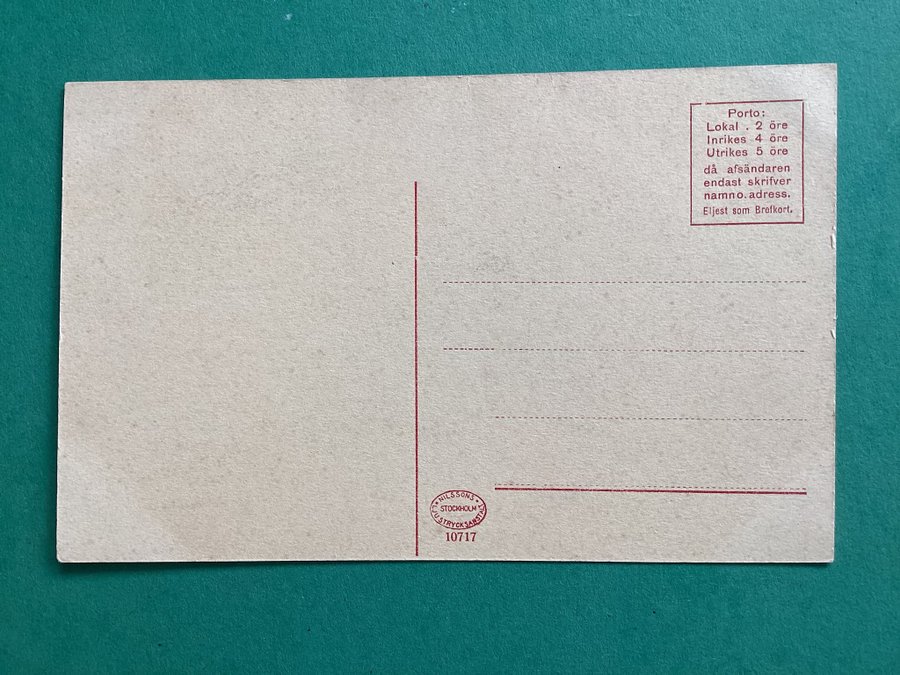 Porto:
Lokal . 2 öre
Inrikes 4 öre
Utrikes 5 öre
då afsändaren
endast skrifver
namn o. adress.
Eljest som Brefkort.
NILSSONS
STOCKHOLM
LJUSTRYCKSANSTALT
10717